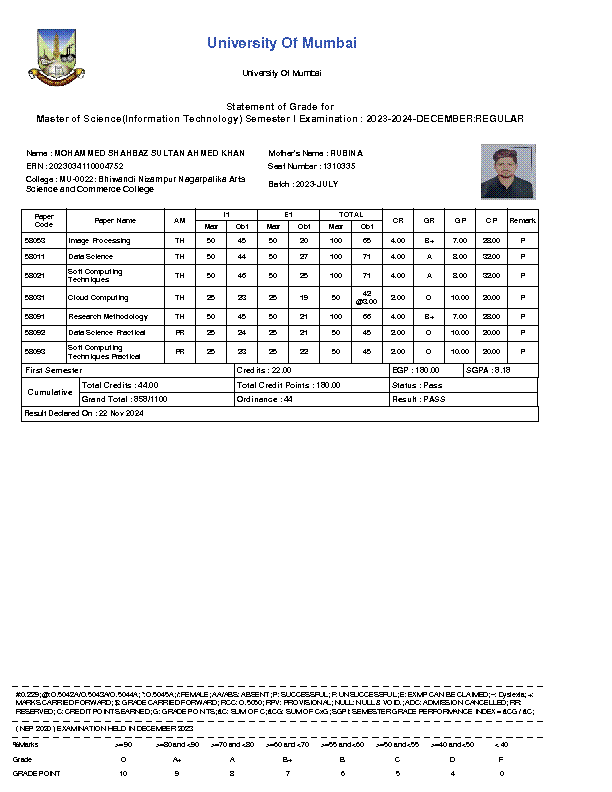 University Of Mumbai
University Of Mumbai
Statement of Grade for
Master of Science(Information Technology) Semester I Examination : 2023-2024-DECEMBER:REGULAR
Name : MOHAMMED SHAHBAZ SULTAN AHMED KHAN Mother's Name : RUBINA
ERN : 2023034110004752 Seat Number : 1310335
College : MU-0022: Bhiwandi Nizampur Nagarpalika Arts
Science and Commerce College Batch : 2023-JULY
Paper Code Paper Name AM I1 E1 TOTAL CR GR GP CP Remark
Max Obt Max Obt Max Obt
58053 Image Processing TH 50 45 50 20 100 65 4.00 B+ 7.00 28.00 P
58011 Data Science TH 50 44 50 27 100 71 4.00 A 8.00 32.00 P
58021 Soft Computing Techniques TH 50 46 50 25 100 71 4.00 A 8.00 32.00 P
58031 Cloud Computing TH 25 23 25 19 50 42 @3.00 2.00 O 10.00 20.00 P
58091 Research Methodology TH 50 45 50 21 100 66 4.00 B+ 7.00 28.00 P
58092 Data Science Practical PR 25 24 25 21 50 45 2.00 O 10.00 20.00 P
58093 Soft Computing Techniques Practical PR 25 23 25 22 50 45 2.00 O 10.00 20.00 P
First Semester Credits : 22.00 EGP : 180.00 SGPA : 8.18
Cumulative Total Credits : 44.00 Total Credit Points : 180.00 Status : Pass
Grand Total : 858/1100 Ordinance : 44 Result : PASS
Result Declared On : 22 Nov 2024
#:0.229; @:O.5042A/O.5043A/O.5044A; *:O.5045A; /:FEMALE; AA/ABS: ABSENT; P: SUCCESSFUL; F: UNSUCCESSFUL; E: EXMP CAN BE CLAIMED; ~: Dyslexia; +:
MARKS CARRIED FORWARD; $: GRADE CARRIED FORWARD; RCC: O.5050; RPV: PROVISIONAL; NULL: NULL & VOID.; ADC: ADMISSION CANCELLED; RR:
RESERVED; C: CREDIT POINTS EARNED; G: GRADE POINTS; &C: SUM OF C; &CG: SUM OF CxG; SGPI: SEMESTER GRADE PERFORMANCE INDEX = &CG / &C;
( NEP 2020 ) EXAMINATION HELD IN DECEMBER 2023
%Marks >=90 >=80 and <90 >=70 and <80 >=60 and <70 >=55 and <60 >=50 and <55 >=40 and <50 < 40
Grade O A+ A B+ B C D F
GRADE POINT 10 9 8 7 6 5 4 0